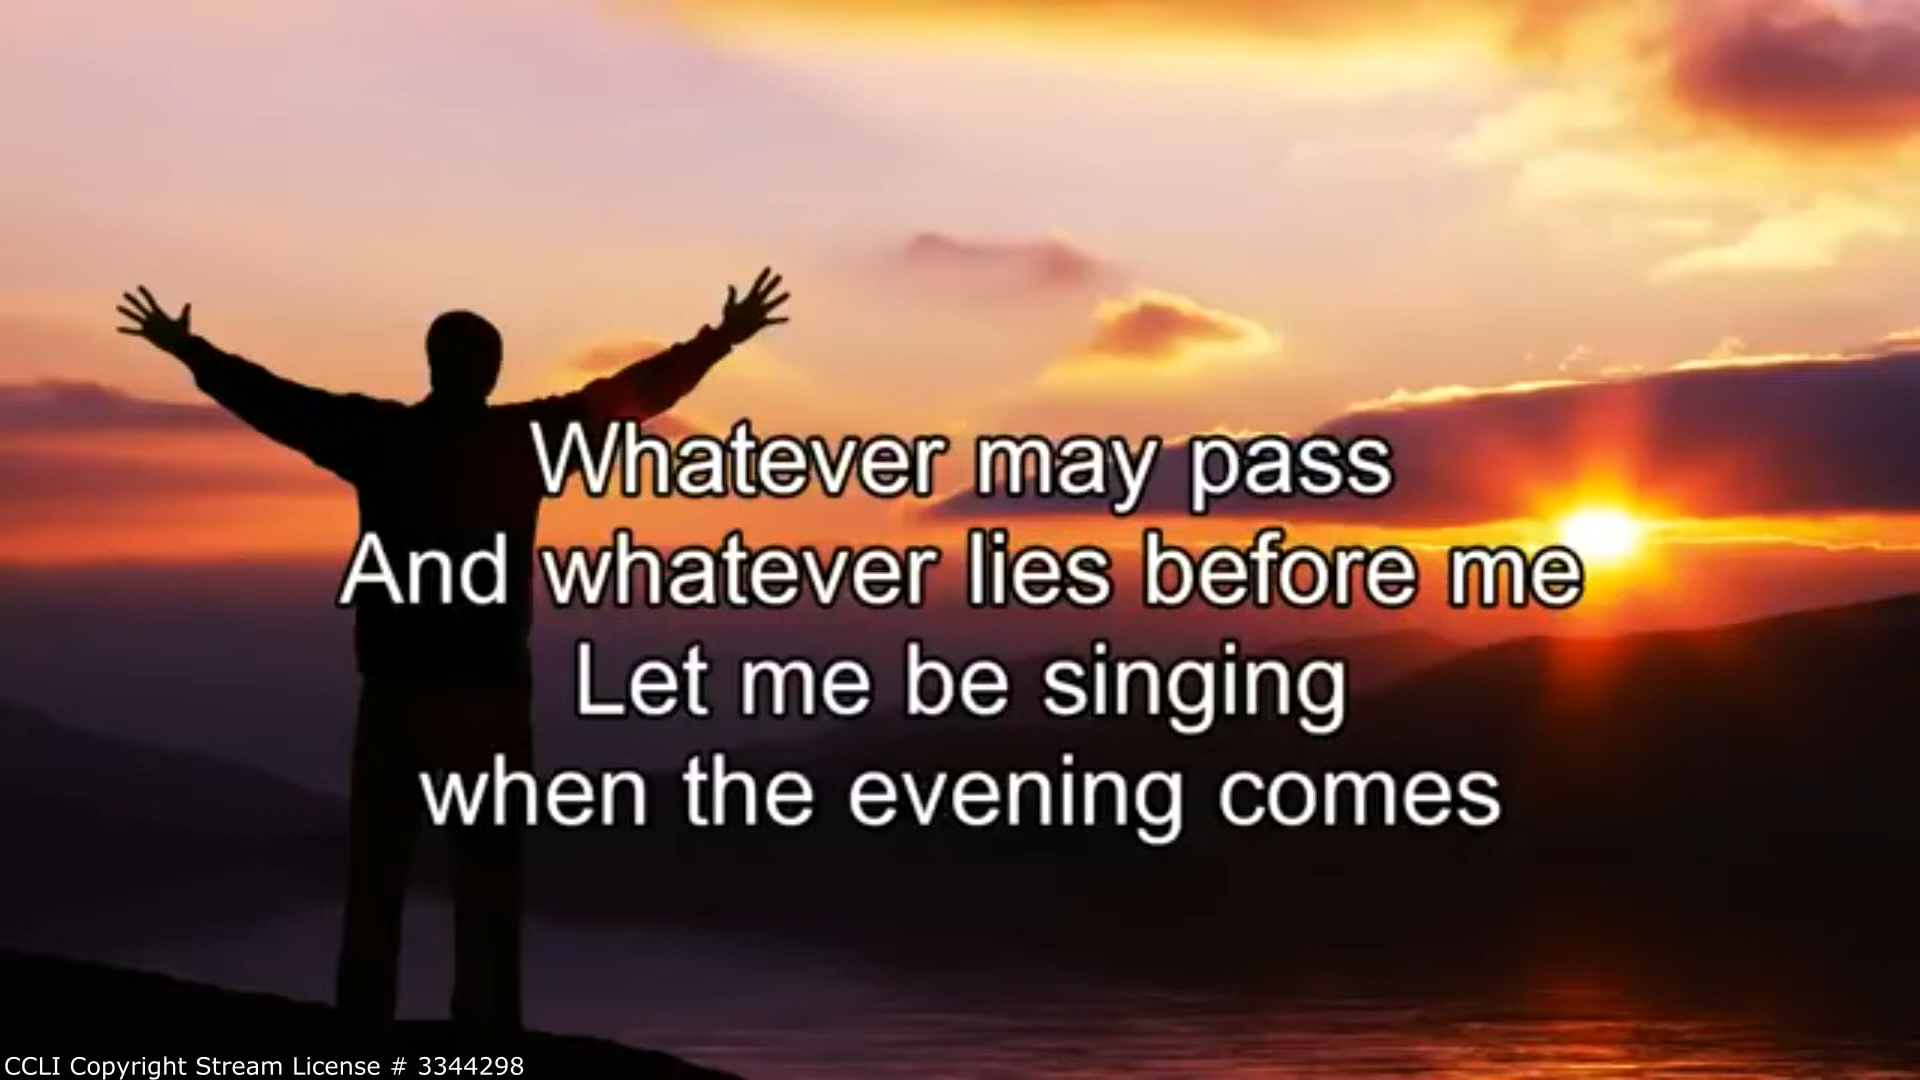 Whatever may pass
And whatever lies before me
Let me be singing
when the evening comes
CCLI Copyright Stream License # 3344298